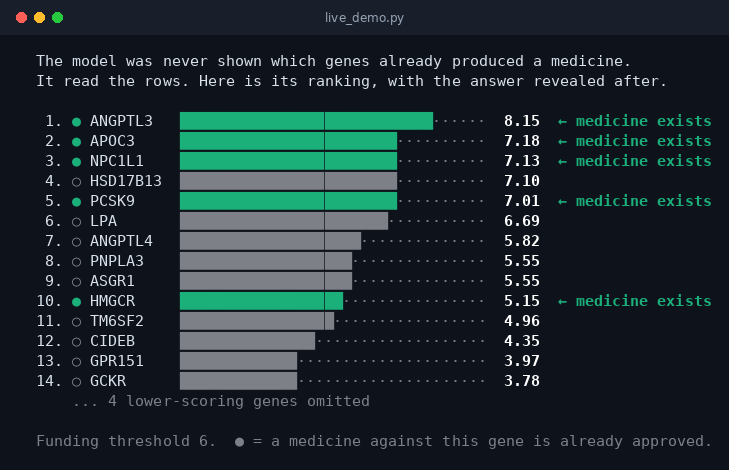 live_demo.py
The model was never shown which genes already produced a medicine.
It read the rows. Here is its ranking, with the answer revealed after.
1. ● ANGPTL3 ······ 8.15 ← medicine exists
2. ● APOC3 ·········· 7.18 ← medicine exists
3. ● NPC1L1 ·········· 7.13 ← medicine exists
4. ○ HSD17B13 ·········· 7.10
5. ● PCSK9 ·········· 7.01 ← medicine exists
6. ○ LPA ··········· 6.69
7. ○ ANGPTL4 ·············· 5.82
8. ○ PNPLA3 ··············· 5.55
9. ○ ASGR1 ··············· 5.55
10. ● HMGCR ················ 5.15 ← medicine exists
11. ○ TM6SF2 ················· 4.96
12. ○ CIDEB ··················· 4.35
13. ○ GPR151 ····················· 3.97
14. ○ GCKR ····················· 3.78
... 4 lower-scoring genes omitted
Funding threshold 6. ● = a medicine against this gene is already approved.